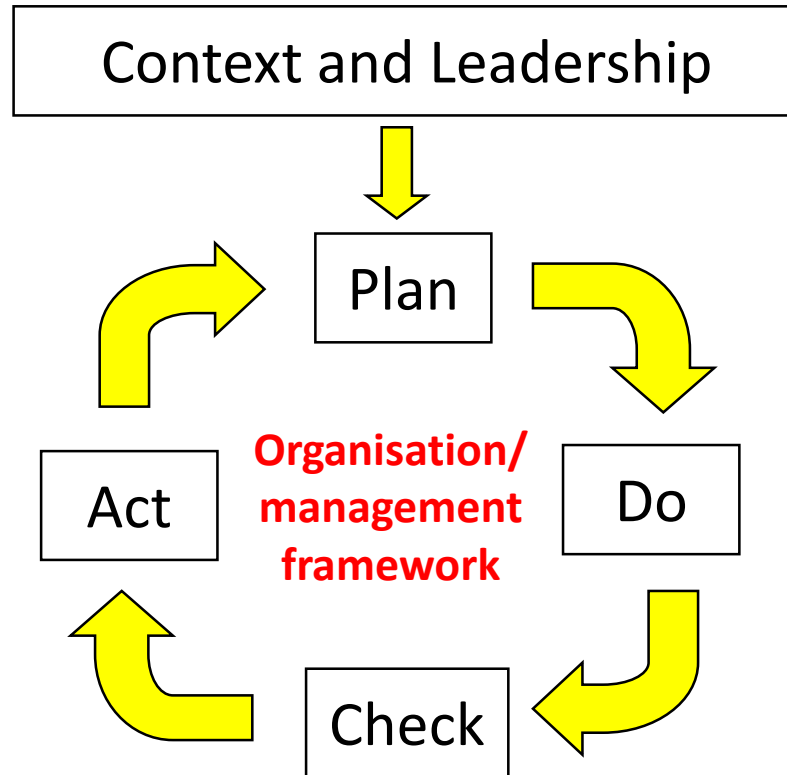 Context and Leadership
Plan
Organisation/
management
framework
Act
Do
Check